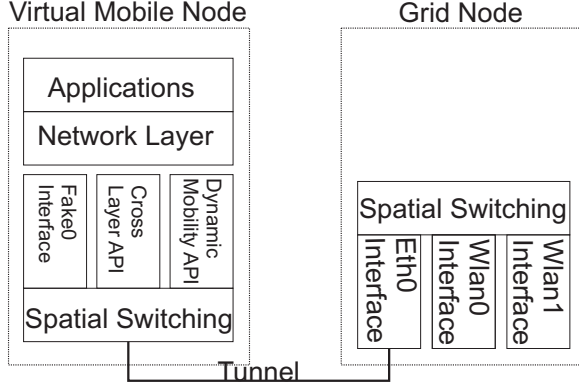 Virtual Mobile Node
Applications
Network Layer
Fake0
Interface
Cross
Layer API
Dynamic
Mobility API
Spatial Switching
Grid Node
Spatial Switching
Eth0
Interface
Wlan0
Interface
Wlan1
Interface
Tunnel